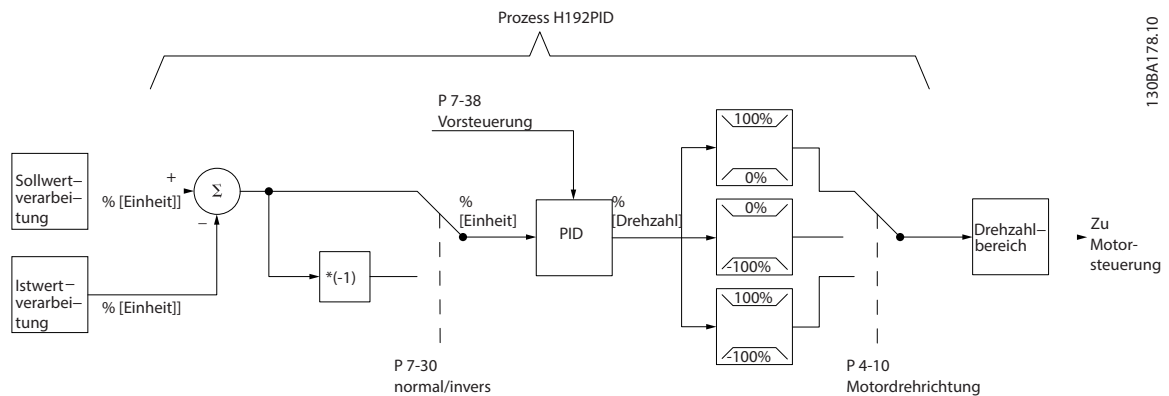 Prozess H192PID
130BA178.10
P 7-38
Vorsteuerung
100%
0%
Sollwert–
verarbei–
tung
% [Einheit]]
+
–
Σ
%
[Einheit]
PID
%
[Drehzahl]
0%
-100%
Drehzahl–
bereich
Zu
Motor-
steuerung
Istwert–
verarbei–
tung
% [Einheit]]
*(-1)
100%
-100%
P 7-30
normal/invers
P 4-10
Motordrehrichtung